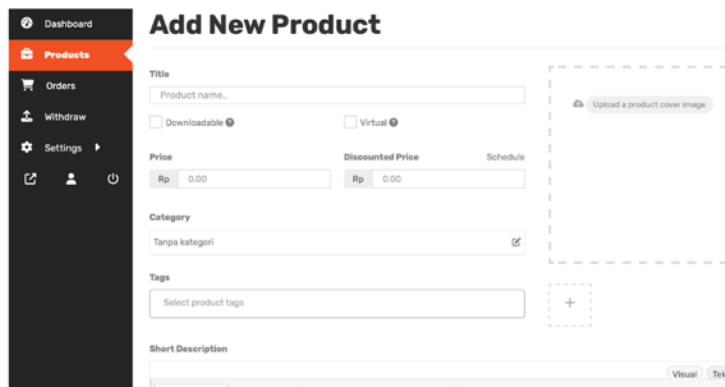 Dashboard
Products
Orders
Withdraw
Settings
Add New Product
Title
Product name..
Downloadable
Virtual
Price
Discounted Price
Schedule
Rp 0.00
Rp 0.00
Category
Tanpa kategori
Tags
Select product tags
Short Description
Visual
Upload a product cover image